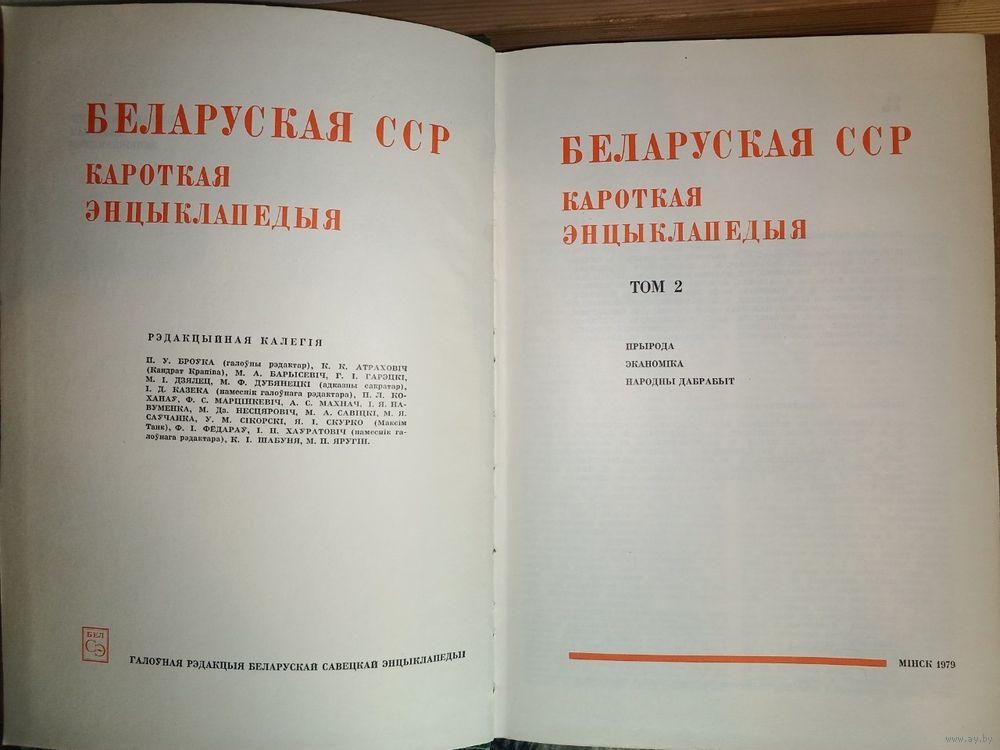 БЕЛАРУСКАЯ ССР
КАРОТКАЯ
ЭНЦЫКЛАПЕДЫЯ
РЭДАКЦЫЙНАЯ КАЛЕГІЯ
П. У. БРОЎКА (галоўны рэдактар), К. К. АТРАХОВІЧ
(Кандрат Крапіва), М. А. БАРЫСЕВІЧ, Г. І. ГАРЭЦКІ,
М. І. ДЗЯЛЕЦ, М. Ф. ДУБЯНЕЦКІ (адказны сакратар),
І. Д. КАЗЕКА (намеснік галоўнага рэдактара), П. Л. КО-
ХАНАЎ, Ф. С. МАРЦІНКЕВІЧ, А. С. МАХНАЧ, І. Я. НА-
ВУМЕНКА, М. Дз. НЕСЦЯРОВІЧ, М. А. САВІЦКІ, М. Я.
САЎЧАНКА, У. М. СІКОРСКІ, Я. І. СКУРКО (Максім
Танк), Ф. І. ФЁДАРАЎ, І. П. ХАЎРАТОВІЧ (намеснік га-
лоўнага рэдактара), К. І. ШАБУНЯ, М. П. ЯРУГІН.
БЕЛ
СЭ
ГАЛОЎНАЯ РЭДАКЦЫЯ БЕЛАРУСКАЙ САВЕЦКАЙ ЭНЦЫКЛАПЕДЫІ
БЕЛАРУСКАЯ ССР
КАРОТКАЯ
ЭНЦЫКЛАПЕДЫЯ
ТОМ 2
ПРЫРОДА
ЭКАНОМІКА
НАРОДНЫ ДАБРАБЫТ
МІНСК 1979
www.ay.by